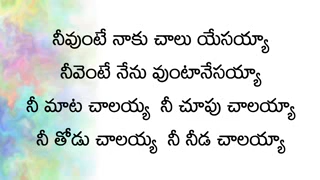 నీవుంటే నాకు చాలు యేసయ్యా
నీవెంటే నేను వుంటానేసయ్యా
నీ మాట చాలయ్య నీ చూపు చాలయ్యా
నీ తోడు చాలయ్య నీ నీడ చాలయ్యా